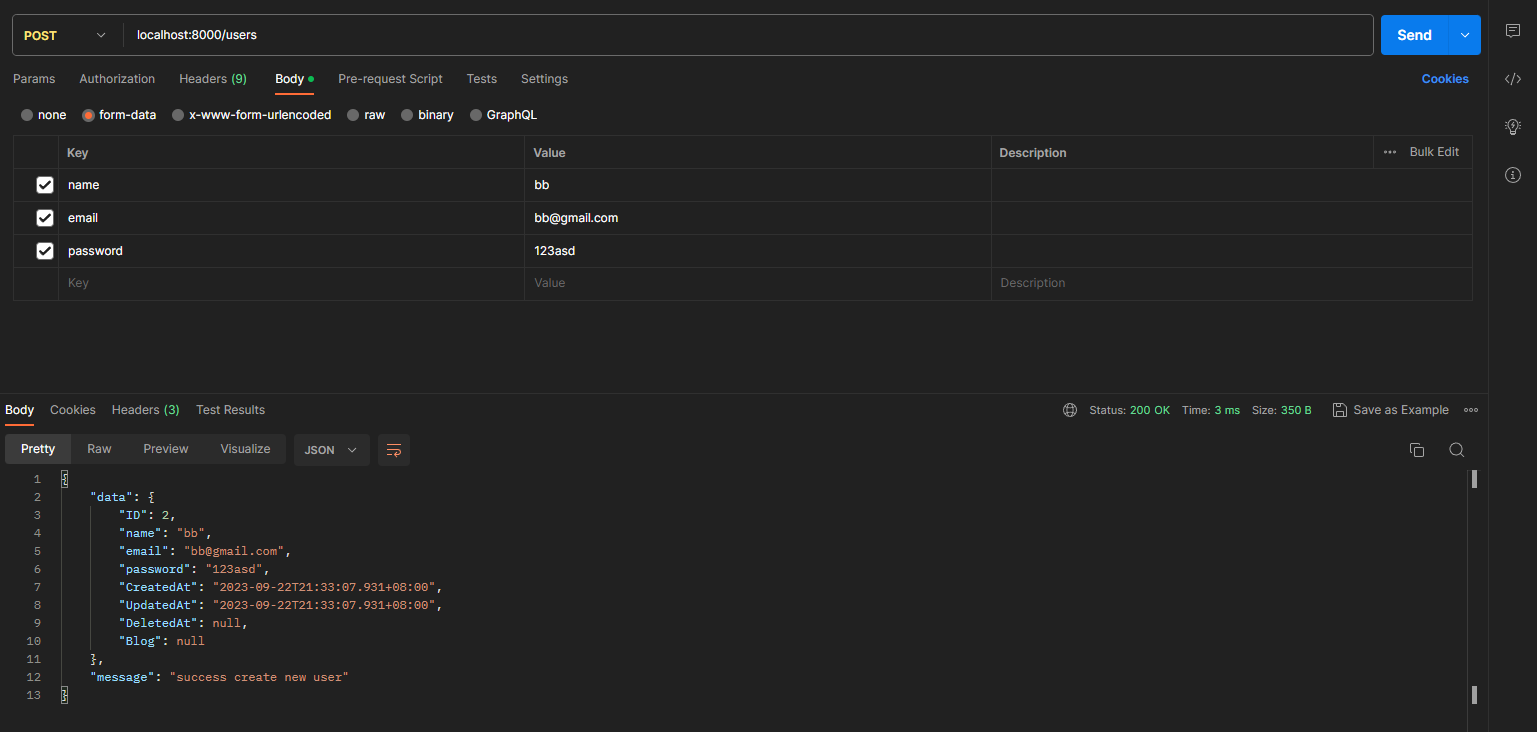 POST localhost:8000/users Send
Params Authorization Headers (9) Body Pre-request Script Tests Settings Cookies
none form-data x-www-form-urlencoded raw binary GraphQL
Key Value Description Bulk Edit
name bb
email bb@gmail.com
password 123asd
Key Value Description
Body Cookies Headers (3) Test Results Status: 200 OK Time: 3 ms Size: 350 B Save as Example
Pretty Raw Preview Visualize JSON
1 {
2 "data": {
3 "ID": 2,
4 "name": "bb",
5 "email": "bb@gmail.com",
6 "password": "123asd",
7 "CreatedAt": "2023-09-22T21:33:07.931+08:00",
8 "UpdatedAt": "2023-09-22T21:33:07.931+08:00",
9 "DeletedAt": null,
10 "Blog": null
11 },
12 "message": "success create new user"
13 }